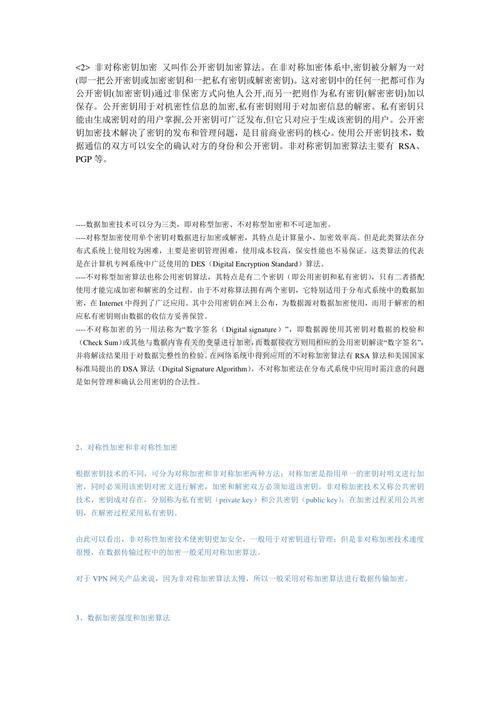 <2> 非对称密钥加密 又叫作公开密钥加密算法。在非对称加密体系中,密钥被分解为一对
(即一把公开密钥或加密密钥和一把私有密钥或解密密钥)。这对密钥中的任何一把都可作为
公开密钥(加密密钥)通过非保密方式向他人公开,而另一把则作为私有密钥(解密密钥)加以
保存。公开密钥用于对机密性信息的加密,私有密钥则用于对加密信息的解密。私有密钥只
能由生成密钥对的用户掌握,公开密钥可广泛发布,但它只对应于生成该密钥的用户。公开密
钥加密技术解决了密钥的发布和管理问题，是目前商业密码的核心。使用公开密钥技术，数
据通信的双方可以安全的确认对方的身份和公开密钥。非对称密钥加密算法主要有 RSA、
PGP 等。
----数据加密技术可以分为三类，即对称型加密、不对称型加密和不可逆加密。
----对称型加密使用单个密钥对数据进行加密或解密，其特点是计算量小、加密效率高。但是此类算法在分
布式系统上使用较为困难，主要是密钥管理困难，使用成本较高，保安性能也不易保证。这类算法的代表
是在计算机专网系统中广泛使用的 DES（Digital Encryption Standard）算法。
----不对称型加密算法也称公用密钥算法，其特点是有二个密钥（即公用密钥和私有密钥），只有二者搭配
使用才能完成加密和解密的全过程。由于不对称算法拥有两个密钥，它特别适用于分布式系统中的数据加
密，在 Internet 中得到了广泛应用。其中公用密钥在网上公布，为数据源对数据加密使用，而用于解密的相
应私有密钥则由数据的收信方妥善保管。
----不对称加密的另一用法称为“数字签名（Digital signature）”，即数据源使用其密钥对数据的校验和
（Check Sum）或其他与数据内容有关的变量进行加密,而数据接收方则用相应的公用密钥解读“数字签名”，
并将解读结果用于对数据完整性的检验。在网络系统中得到应用的不对称加密算法有 RSA 算法和美国国家
标准局提出的 DSA 算法（Digital Signature Algorithm）。不对称加密法在分布式系统中应用时需注意的问题
是如何管理和确认公用密钥的合法性。
2、对称性加密和非对称性加密
根据密钥技术的不同，可分为对称加密和非对称加密两种方法：对称加密是指用单一的密钥对明文进行加
密，同时必须用该密钥对密文进行解密，加密和解密双方必须知道该密钥。非对称加密技术又称公共密钥
技术，密钥成对存在，分别称为私有密钥（private key）和公共密钥（public key）；在加密过程采用公共密
钥，在解密过程采用私有密钥。
由此可以看出，非对称性加密技术使密钥更加安全，一般用于对密钥进行管理；但是非对称加密技术速度
很慢，在数据传输过程中的加密一般采用对称加密算法。
对于 VPN 网关产品来说，因为非对称加密算法太慢，所以一般采用对称加密算法进行数据传输加密。
3、数据加密强度和加密算法